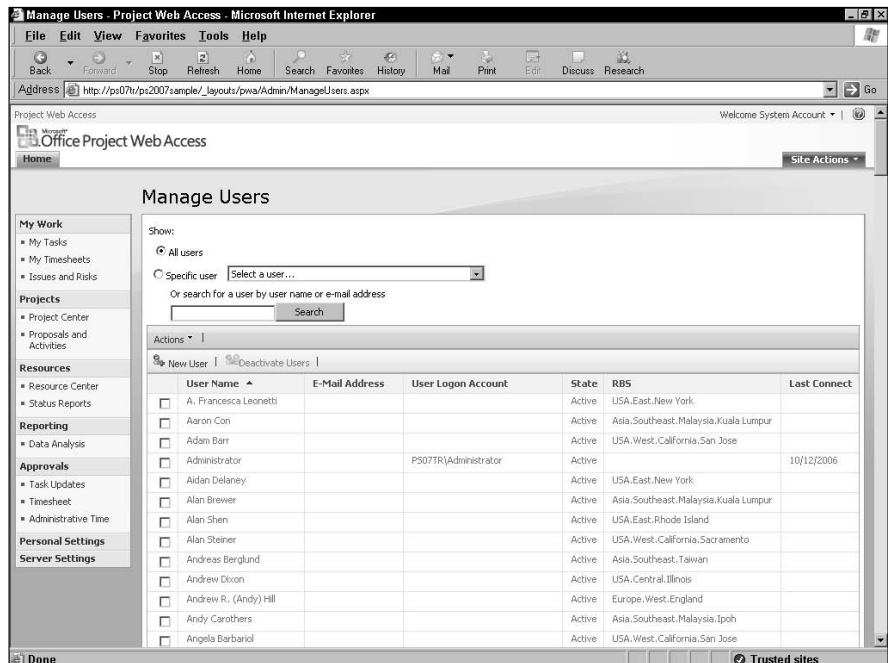 Manage Users - Project Web Access - Microsoft Internet Explorer
File Edit View Favorites Tools Help
Back Forward Stop Refresh Home Search Favorites History Mail Print Edit Discuss Research
Address http://ps07tr/ps2007sample/_layouts/pwa/Admin/ManageUsers.aspx Go
Project Web Access Welcome System Account
Microsoft
Office Project Web Access
Home Site Actions
Manage Users
My Work
My Tasks
My Timesheets
Issues and Risks
Projects
Project Center
Proposals and
Activities
Resources
Resource Center
Status Reports
Reporting
Data Analysis
Approvals
Task Updates
Timesheet
Administrative Time
Personal Settings
Server Settings
Show:
All users
Specific user Select a user...
Or search for a user by user name or e-mail address
Search
Actions
New User Deactivate Users
User Name E-Mail Address User Logon Account State RBS Last Connect
A. Francesca Leonetti Active USA.East.New York
Aaron Con Active Asia.Southeast.Malaysia.Kuala Lumpur
Adam Barr Active USA.West.California.San Jose
Administrator PS07TR\Administrator Active 10/12/2006
Aidan Delaney Active USA.East.New York
Alan Brewer Active Asia.Southeast.Malaysia.Kuala Lumpur
Alan Shen Active USA.East.Rhode Island
Alan Steiner Active USA.West.California.Sacramento
Andreas Berglund Active Asia.Southeast.Taiwan
Andrew Dixon Active USA.Central.Illinois
Andrew R. (Andy) Hill Active Europe.West.England
Andy Carothers Active Asia.Southeast.Malaysia.Ipoh
Angela Barbariol Active USA.West.California.San Jose
Done Trusted sites